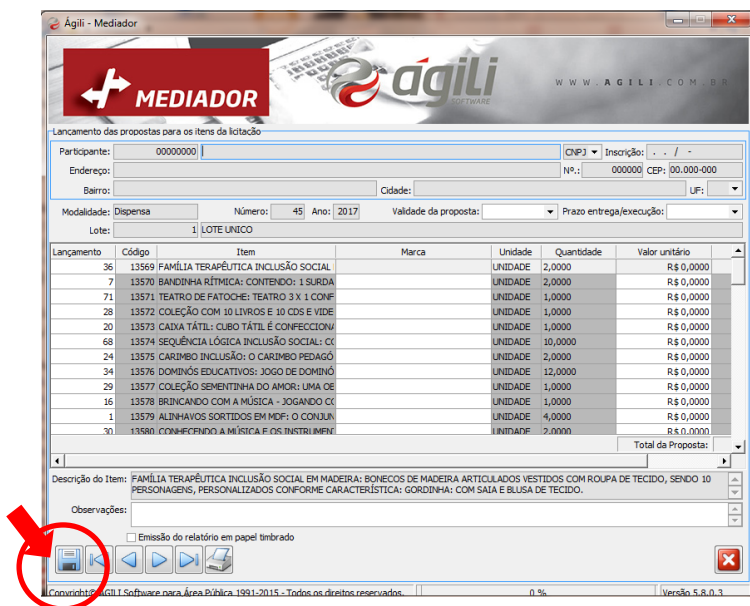 Ágili - Mediador
MEDIADOR
ágili
SOFTWARE
WWW.AGILI.COM.BR
Lançamento das propostas para os itens da licitação
Participante: 00000000 CNPJ Inscrição: . . / -
Endereço: Nº.: 000000 CEP: 00.000-000
Bairro: Cidade: UF:
Modalidade: Dispensa Número: 45 Ano: 2017 Validade da proposta: Prazo entrega/execução:
Lote: 1 LOTE UNICO
Lançamento Código Item Marca Unidade Quantidade Valor unitário
36 13569 FAMÍLIA TERAPÊUTICA INCLUSÃO SOCIAL UNIDADE 2,0000 R$ 0,0000
7 13570 BANDINHA RÍTMICA: CONTENDO: 1 SURDA UNIDADE 2,0000 R$ 0,0000
71 13571 TEATRO DE FATOCHE: TEATRO 3 X 1 CONF UNIDADE 1,0000 R$ 0,0000
28 13572 COLEÇÃO COM 10 LIVROS E 10 CDS E VIDE UNIDADE 1,0000 R$ 0,0000
20 13573 CAIXA TÁTIL: CUBO TÁTIL É CONFECCION UNIDADE 1,0000 R$ 0,0000
68 13574 SEQUÊNCIA LÓGICA INCLUSÃO SOCIAL: CO UNIDADE 10,0000 R$ 0,0000
24 13575 CARIMBO INCLUSÃO: O CARIMBO PEDAGÓ UNIDADE 2,0000 R$ 0,0000
34 13576 DOMINÓS EDUCATIVOS: JOGO DE DOMINÓ UNIDADE 12,0000 R$ 0,0000
29 13577 COLEÇÃO SEMENTINHA DO AMOR: UMA OB UNIDADE 1,0000 R$ 0,0000
16 13578 BRINCANDO COM A MÚSICA - JOGANDO CO UNIDADE 1,0000 R$ 0,0000
1 13579 ALINHAVOS SORTIDOS EM MDF: O CONJUN UNIDADE 4,0000 R$ 0,0000
30 13580 CONHECENDO A MÚSICA E OS INSTRUMENT UNIDADE 2,0000 R$ 0,0000
Total da Proposta:
Descrição do Item: FAMÍLIA TERAPÊUTICA INCLUSÃO SOCIAL EM MADEIRA: BONECOS DE MADEIRA ARTICULADOS VESTIDOS COM ROUPA DE TECIDO, SENDO 10
PERSONAGENS, PERSONALIZADOS CONFORME CARACTERÍSTICA: GORDINHA: COM SAIA E BLUSA DE TECIDO.
Observações:
Emissão do relatório em papel timbrado
Copyright© AGILI Software para Área Pública 1991-2015 - Todos os direitos reservados. 0 % Versão 5.8.0.3